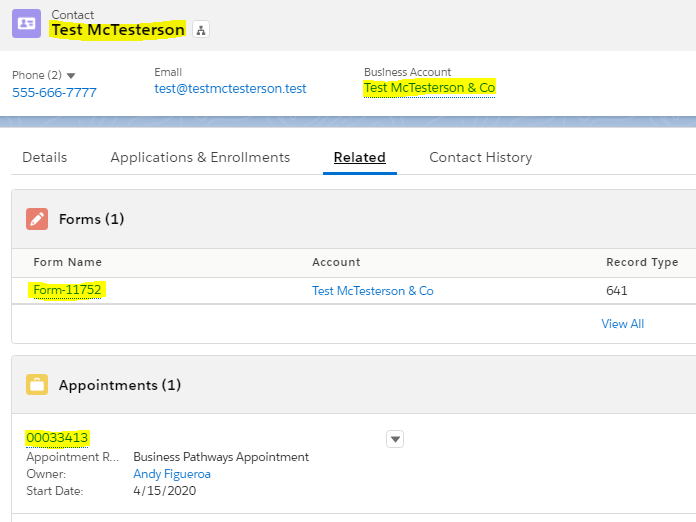 Contact
Test McTesterson
Phone (2)
Email
Business Account
555-666-7777
test@testmctesterson.test
Test McTesterson & Co
Details Applications & Enrollments Related Contact History
Forms (1)
Form Name Account Record Type
Form-11752 Test McTesterson & Co 641
View All
Appointments (1)
00033413
Appointment R... Business Pathways Appointment
Owner: Andy Figueroa
Start Date: 4/15/2020